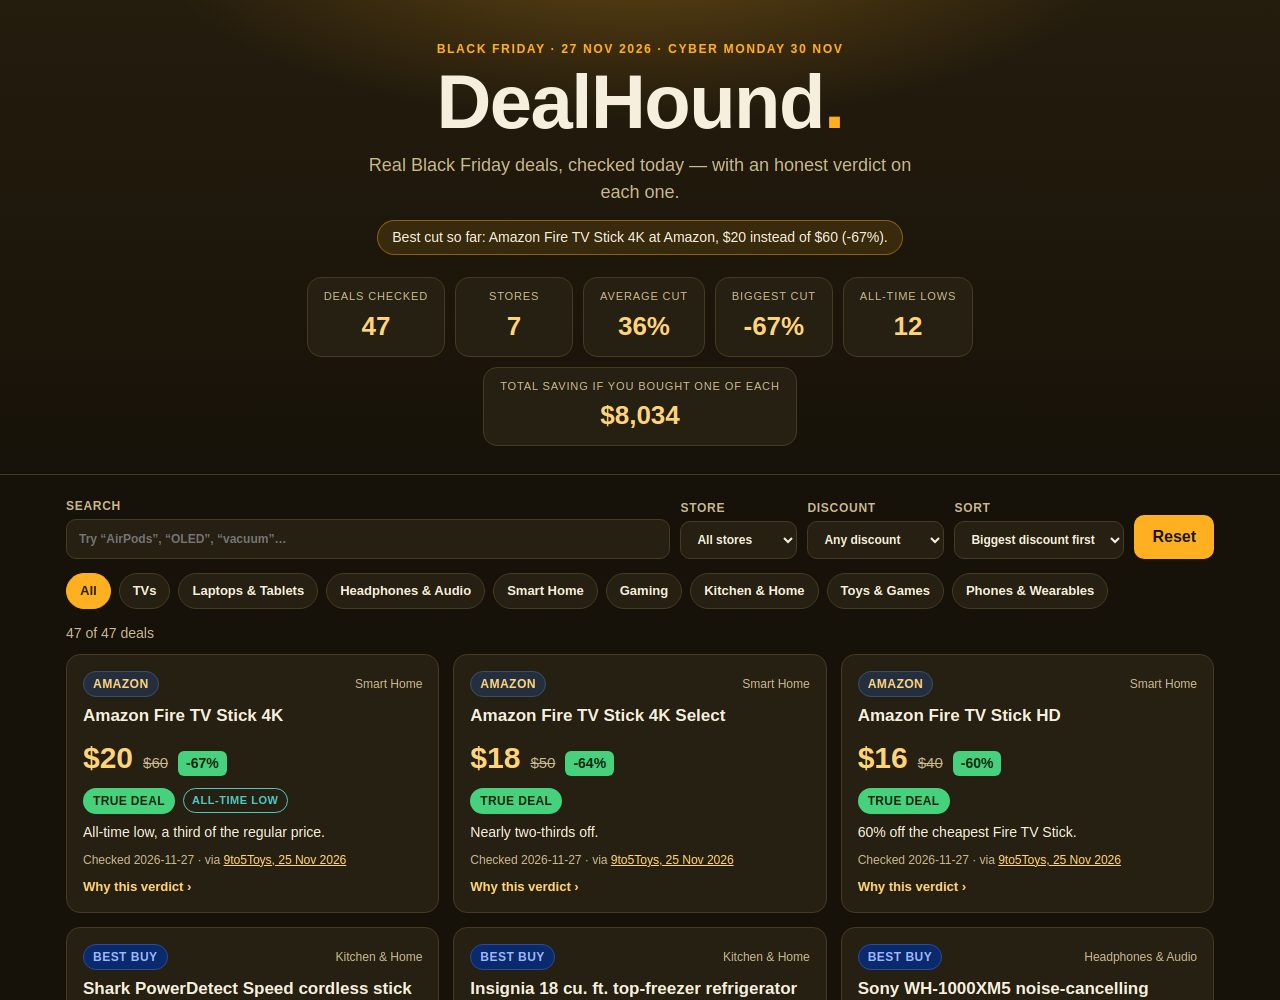 BLACK FRIDAY · 27 NOV 2026 · CYBER MONDAY 30 NOV
DealHound.
Real Black Friday deals, checked today — with an honest verdict on
each one.
Best cut so far: Amazon Fire TV Stick 4K at Amazon, $20 instead of $60 (-67%).
DEALS CHECKED
47
STORES
7
AVERAGE CUT
36%
BIGGEST CUT
-67%
ALL-TIME LOWS
12
TOTAL SAVING IF YOU BOUGHT ONE OF EACH
$8,034
SEARCH
Try “AirPods”, “OLED”, “vacuum”…
STORE
All stores
DISCOUNT
Any discount
SORT
Biggest discount first
Reset
All
TVs
Laptops & Tablets
Headphones & Audio
Smart Home
Gaming
Kitchen & Home
Toys & Games
Phones & Wearables
47 of 47 deals
AMAZON
Smart Home
Amazon Fire TV Stick 4K
$20 $60 -67%
TRUE DEAL ALL-TIME LOW
All-time low, a third of the regular price.
Checked 2026-11-27 · via 9to5Toys, 25 Nov 2026
Why this verdict ›
AMAZON
Smart Home
Amazon Fire TV Stick 4K Select
$18 $50 -64%
TRUE DEAL
Nearly two-thirds off.
Checked 2026-11-27 · via 9to5Toys, 25 Nov 2026
Why this verdict ›
AMAZON
Smart Home
Amazon Fire TV Stick HD
$16 $40 -60%
TRUE DEAL
60% off the cheapest Fire TV Stick.
Checked 2026-11-27 · via 9to5Toys, 25 Nov 2026
Why this verdict ›
BEST BUY
Kitchen & Home
Shark PowerDetect Speed cordless stick
BEST BUY
Kitchen & Home
Insignia 18 cu. ft. top-freezer refrigerator
BEST BUY
Headphones & Audio
Sony WH-1000XM5 noise-cancelling